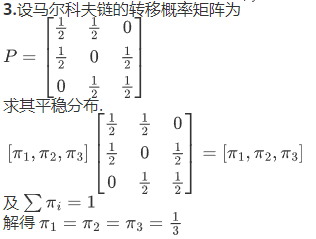 3.设马尔科夫链的转移概率矩阵为
P = [1/2 1/2 0
1/2 0 1/2
0 1/2 1/2]
求其平稳分布.
[π₁, π₂, π₃] [1/2 1/2 0
1/2 0 1/2
0 1/2 1/2] = [π₁, π₂, π₃]
及 ∑ πᵢ = 1
解得 π₁ = π₂ = π₃ = 1/3